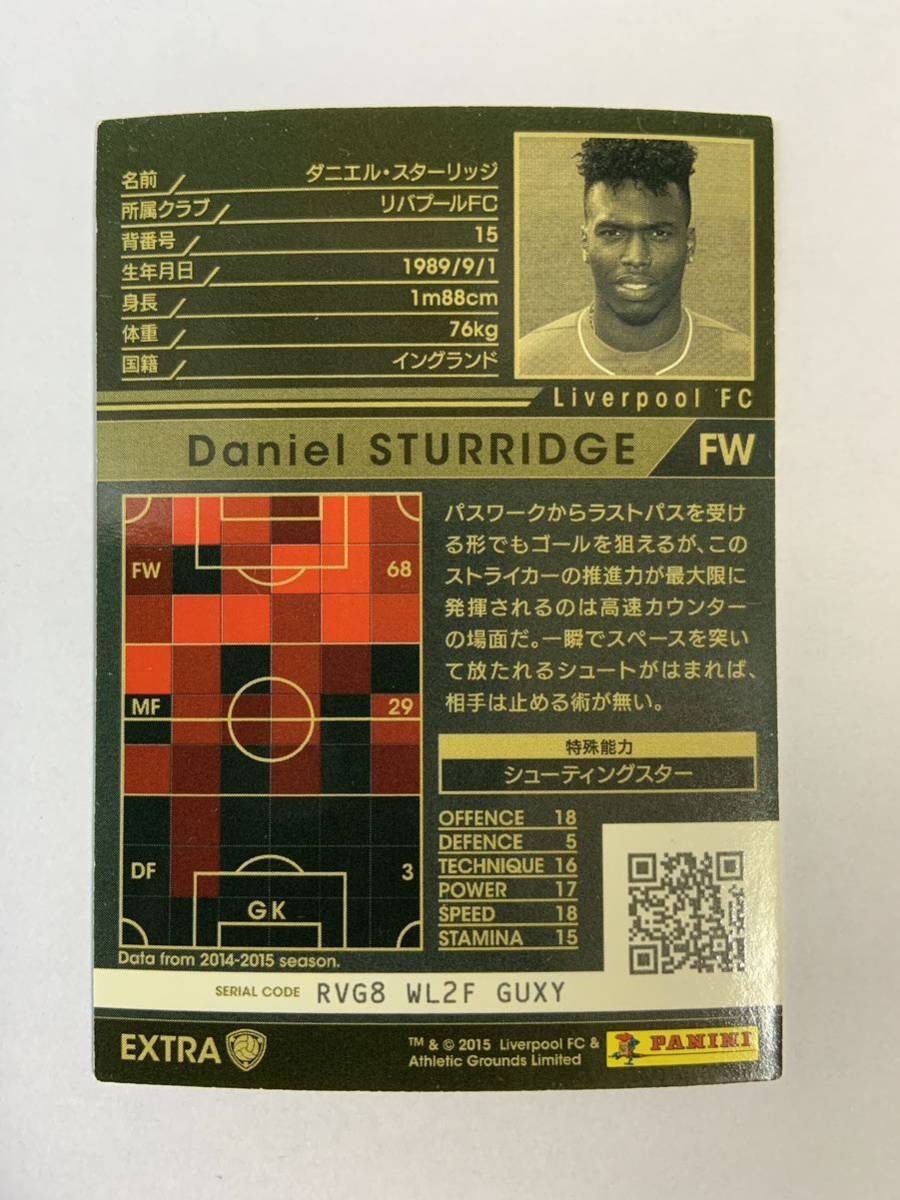 名前 ダニエル・スターリッジ
所属クラブ リバプールFC
背番号 15
生年月日 1989/9/1
身長 1m88cm
体重 76kg
国籍 イングランド
Liverpool FC
Daniel STURRIDGE FW
FW 68
MF 29
DF 3
GK
Data from 2014-2015 season.
パスワークからラストパスを受け
る形でもゴールを狙えるが、この
ストライカーの推進力が最大限に
発揮されるのは高速カウンター
の場面だ。一瞬でスペースを突い
て放たれるシュートがはまれば、
相手は止める術が無い。
特殊能力
シューティングスター
OFFENCE 18
DEFENCE 5
TECHNIQUE 16
POWER 17
SPEED 18
STAMINA 15
SERIAL CODE RVG8 WL2F GUXY
EXTRA
™ & © 2015 Liverpool FC &
Athletic Grounds Limited
PANINI